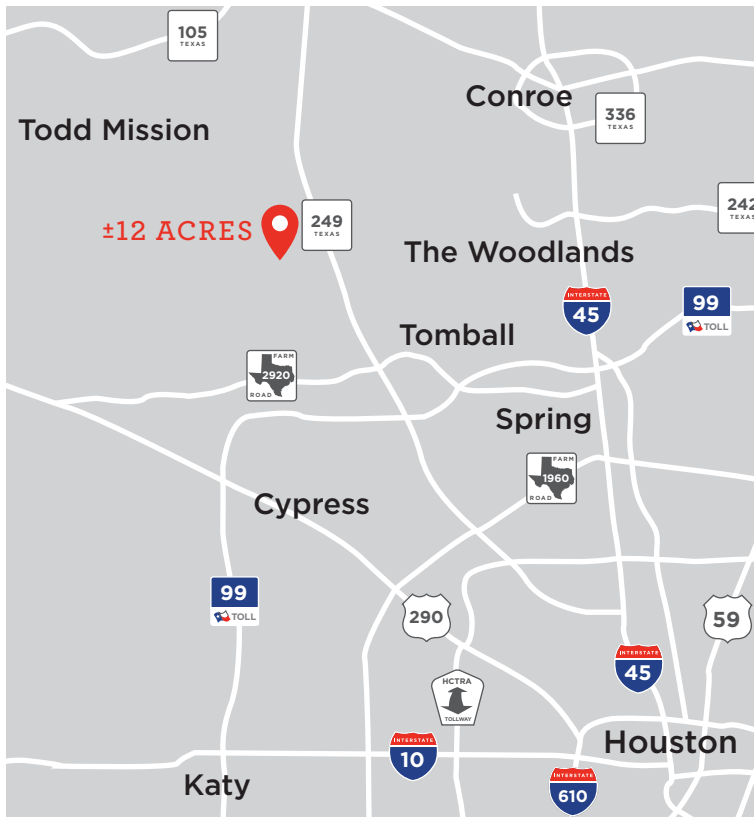 105
TEXAS
Conroe
336
TEXAS
Todd Mission
242
TEXAS
±12 ACRES
249
TEXAS
The Woodlands
INTERSTATE
45
99
TOLL
Tomball
FARM
2920
ROAD
Spring
FARM
1960
ROAD
Cypress
99
TOLL
290
59
INTERSTATE
45
HCTRA
TOLLWAY
INTERSTATE
10
Houston
Katy
INTERSTATE
610